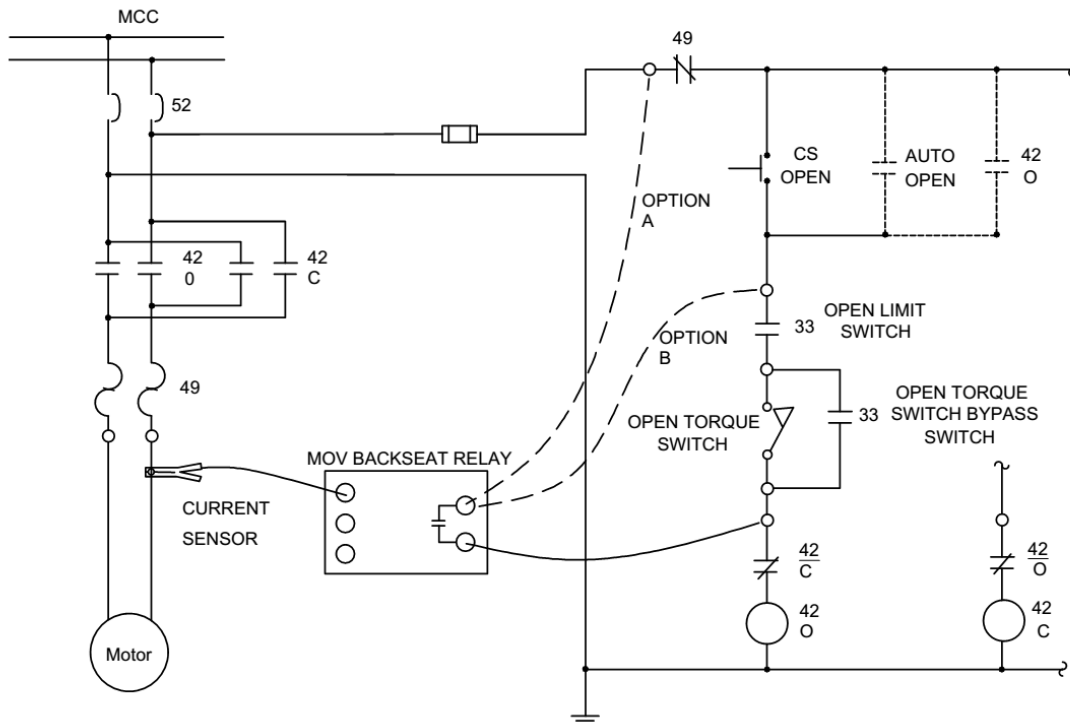 MCC
52
49
CS
OPEN
AUTO
OPEN
42
O
OPTION
A
42
0
42
C
OPTION
B
33
OPEN LIMIT
SWITCH
49
OPEN TORQUE
SWITCH
33
OPEN TORQUE
SWITCH BYPASS
SWITCH
MOV BACKSEAT RELAY
CURRENT
SENSOR
42
C
42
O
42
O
42
C
Motor